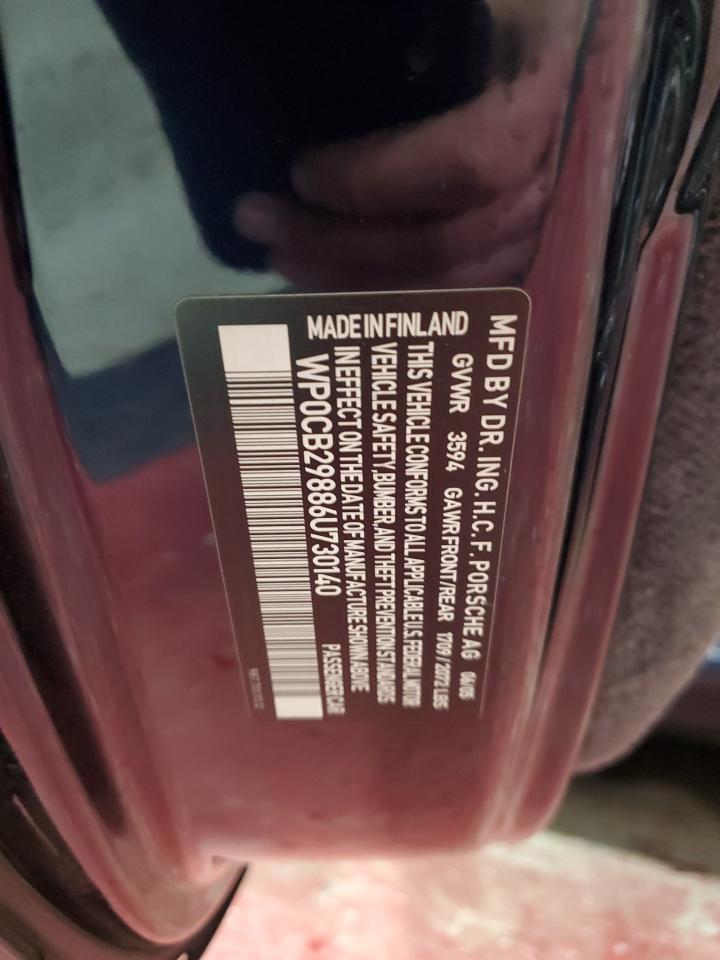 MFD BY DR. ING. H.C. F. PORSCHE AG 06/05
GVWR 3594 GAWR FRONT/REAR 1709 / 2072 LBS
THIS VEHICLE CONFORMS TO ALL APPLICABLE U.S. FEDERAL MOTOR
VEHICLE SAFETY, BUMPER, AND THEFT PREVENTION STANDARDS
IN EFFECT ON THE DATE OF MANUFACTURE SHOWN ABOVE
MADE IN FINLAND
WP0CB29886U730140 PASSENGER CAR